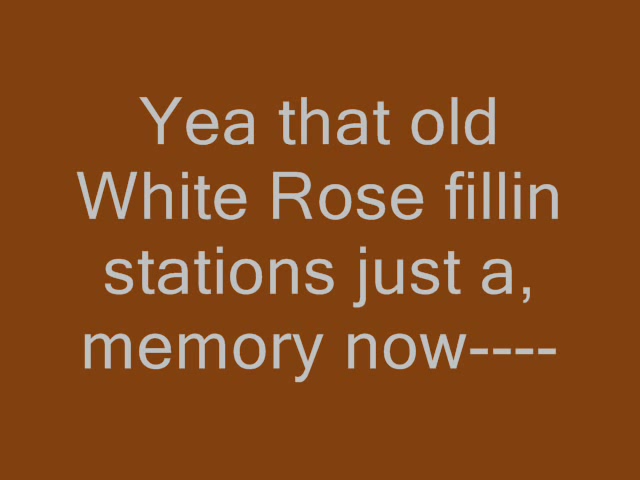 Yea that old
White Rose fillin
stations just a,
memory now----